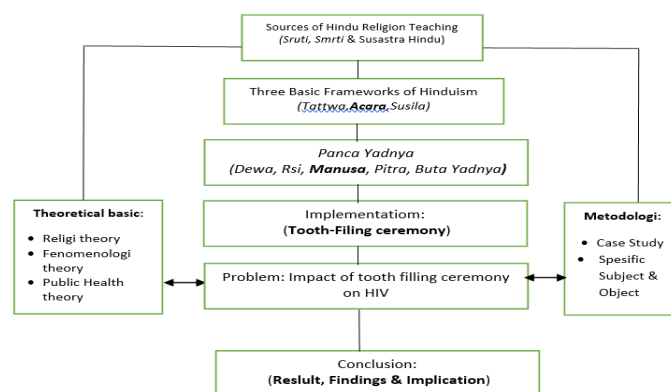 Sources of Hindu Religion Teaching
(Sruti, Smrti & Susastra Hindu)
Three Basic Frameworks of Hinduism
(Tattwa,Acara,Susila)
Panca Yadnya
(Dewa, Rsi, Manusa, Pitra, Buta Yadnya)
Theoretical basic:
• Religi theory
• Fenomenologi
theory
• Public Health
theory
Implementatiom:
(Tooth-Filing ceremony)
Metodologi:
• Case Study
• Spesific
Subject &
Object
Problem: Impact of tooth filling ceremony
on HIV
Conclusion:
(Reslult, Findings & Implication)